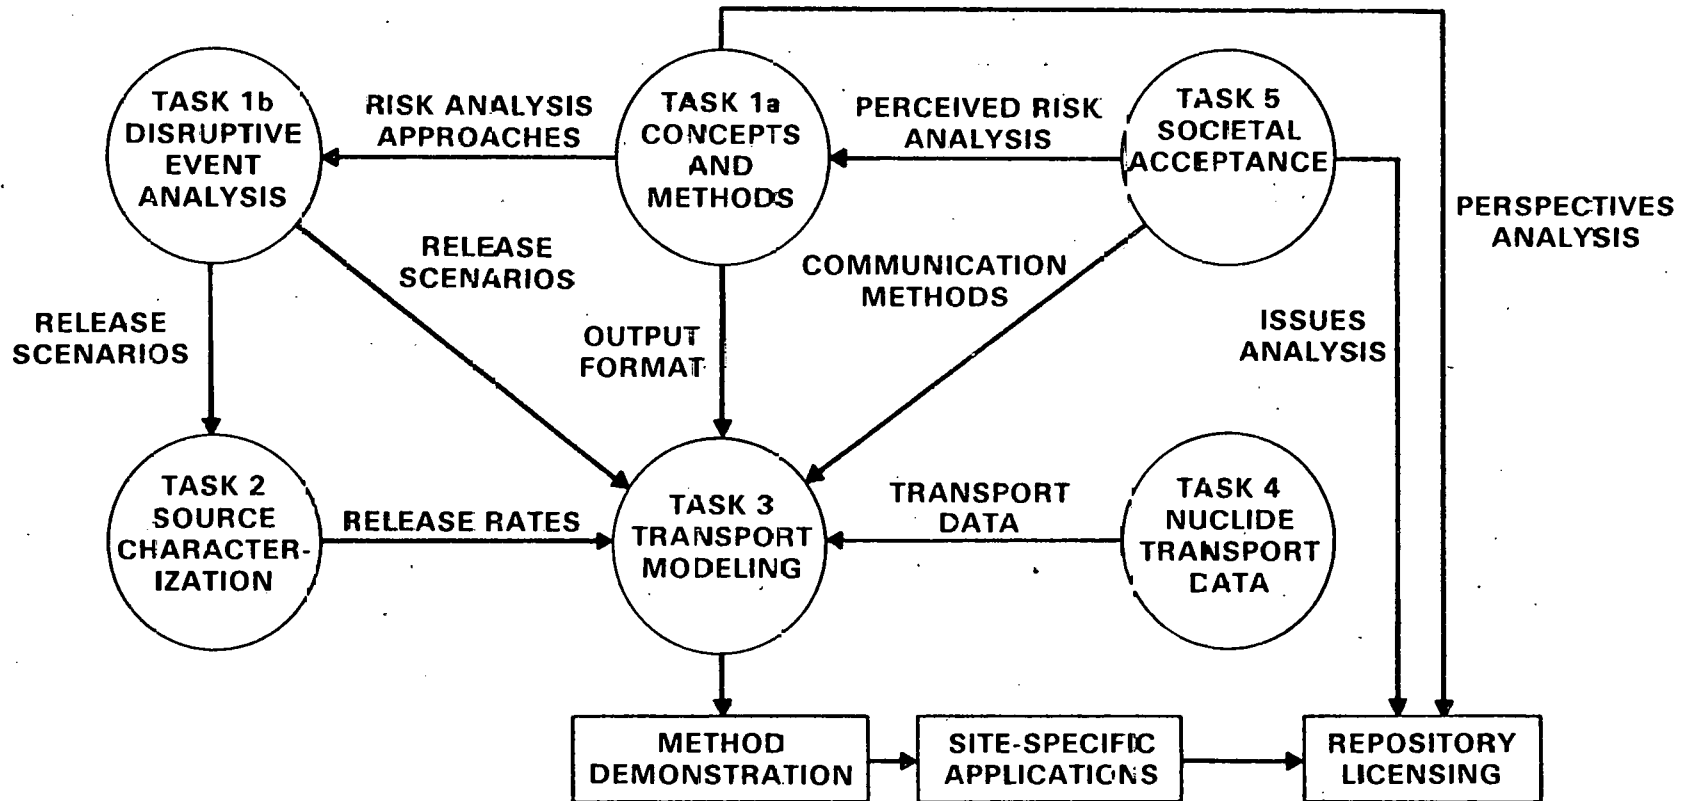 TASK 1b
DISRUPTIVE
EVENT
ANALYSIS
RISK ANALYSIS
APPROACHES
TASK 1a
CONCEPTS
AND
METHODS
PERCEIVED RISK
ANALYSIS
TASK 5
SOCIETAL
ACCEPTANCE
PERSPECTIVES
ANALYSIS
RELEASE
SCENARIOS
RELEASE
SCENARIOS
OUTPUT
FORMAT
COMMUNICATION
METHODS
ISSUES
ANALYSIS
TASK 2
SOURCE
CHARACTER-
IZATION
RELEASE RATES
TASK 3
TRANSPORT
MODELING
TRANSPORT
DATA
TASK 4
NUCLIDE
TRANSPORT
DATA
METHOD
DEMONSTRATION
SITE-SPECIFIC
APPLICATIONS
REPOSITORY
LICENSING